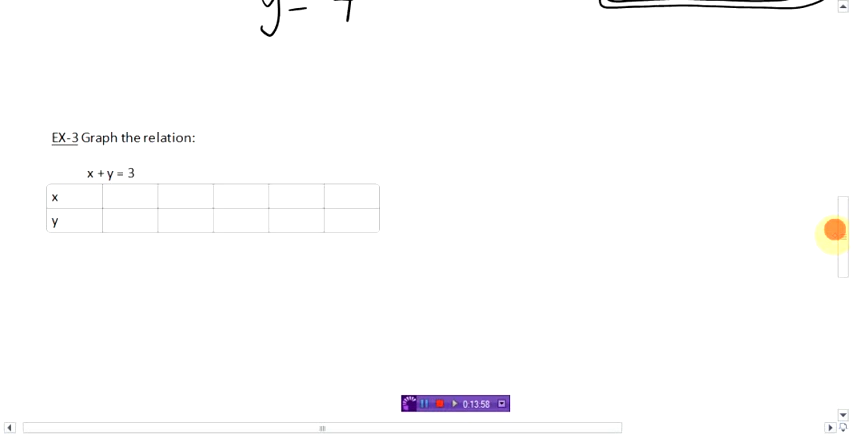 y =
EX-3 Graph the relation:
x + y = 3
x
y
0:13:58